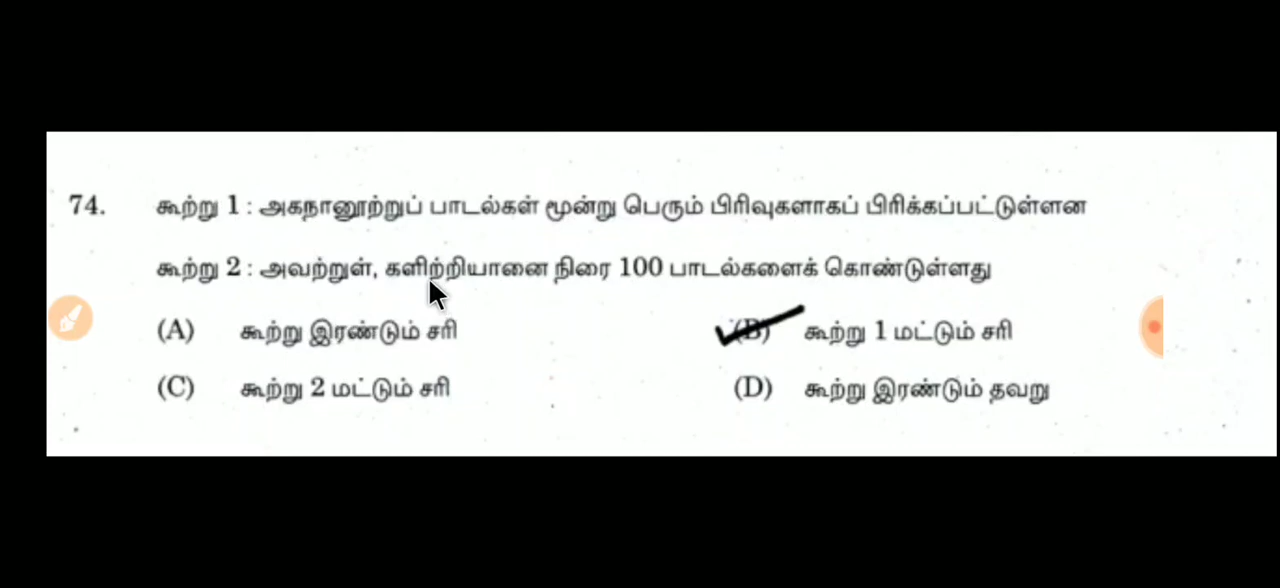 74. கூற்று 1 : அகநானூற்றுப் பாடல்கள் மூன்று பெரும் பிரிவுகளாகப் பிரிக்கப்பட்டுள்ளன
கூற்று 2 : அவற்றுள், களிற்றியானை நிரை 100 பாடல்களைக் கொண்டுள்ளது
(A) கூற்று இரண்டும் சரி (B) கூற்று 1 மட்டும் சரி
(C) கூற்று 2 மட்டும் சரி (D) கூற்று இரண்டும் தவறு